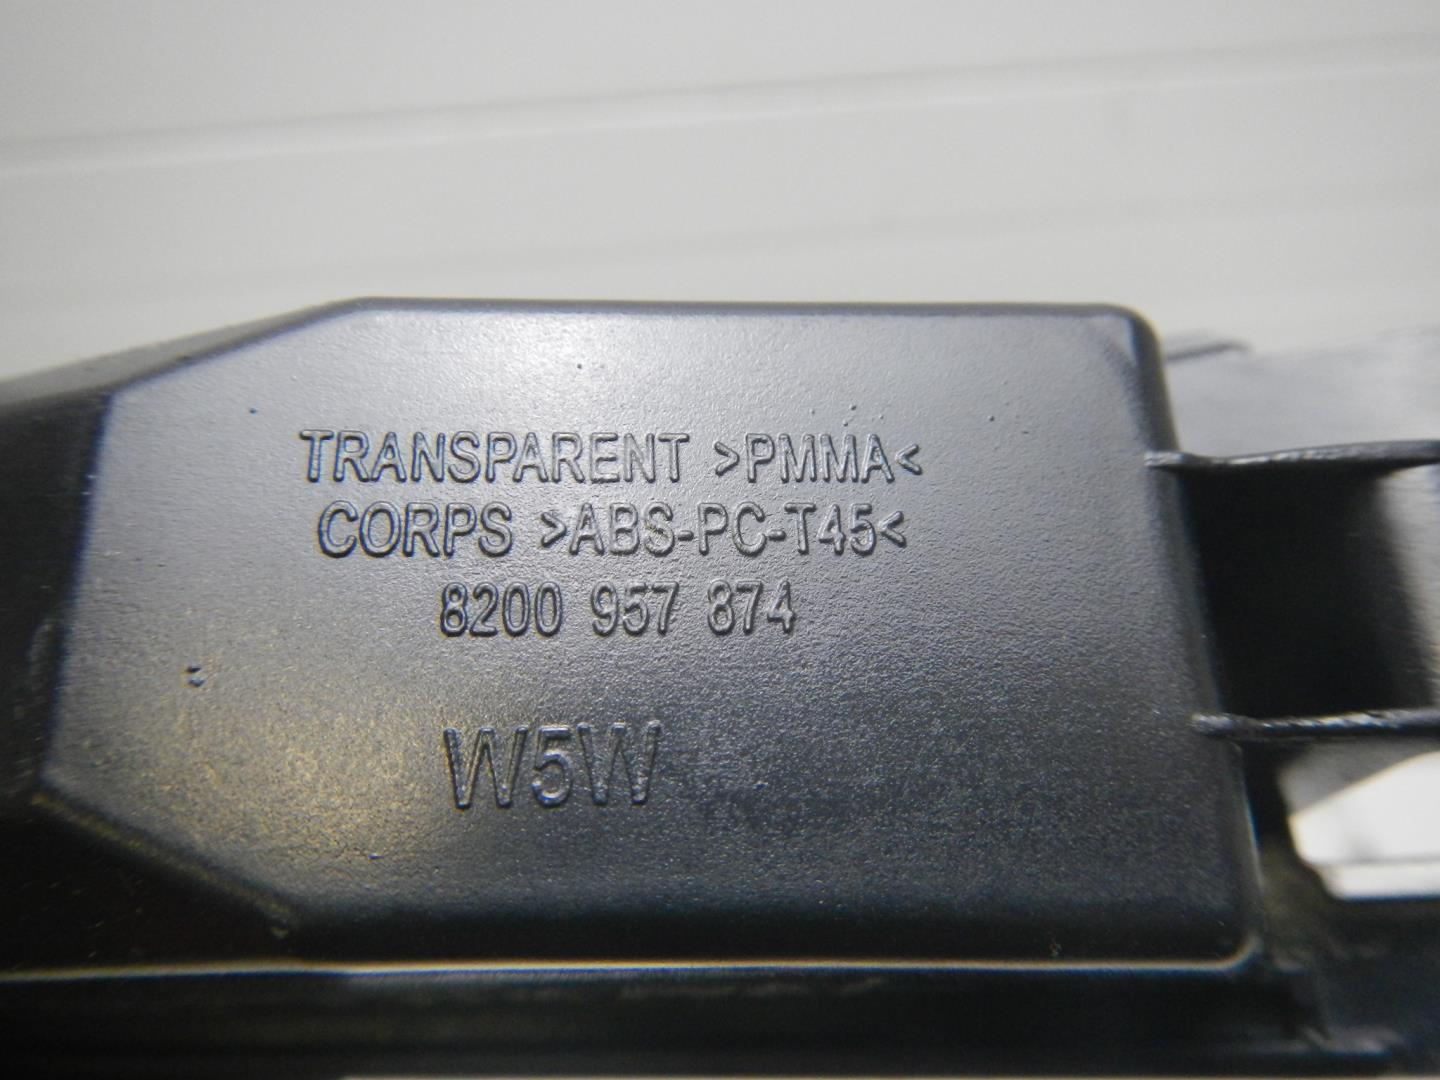 TRANSPARENT >PMMA<
CORPS >ABS-PC-T45<
8200 957 874
W5W